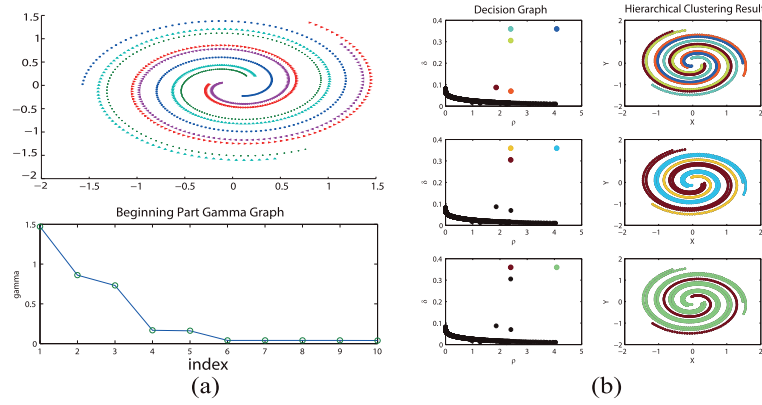 1.5
1
0.5
0
−0.5
−1
−1.5
−2
−2 −1.5 −1 −0.5 0 0.5 1 1.5
Beginning Part Gamma Graph
1.5
1
0.5
0
gamma
1 2 3 4 5 6 7 8 9 10
index
(a)
Decision Graph
0.4
0.3
0.2
0.1
0
δ
0 1 2 3 4 5
ρ
Hierarchical Clustering Result
2
1
0
−1
−2
Y
−2 −1 0 1 2
X
0.4
0.3
0.2
0.1
0
δ
0 1 2 3 4 5
ρ
2
1
0
−1
−2
Y
−2 −1 0 1 2
X
0.4
0.3
0.2
0.1
0
δ
0 1 2 3 4 5
ρ
2
1
0
−1
−2
Y
−2 −1 0 1 2
X
(b)